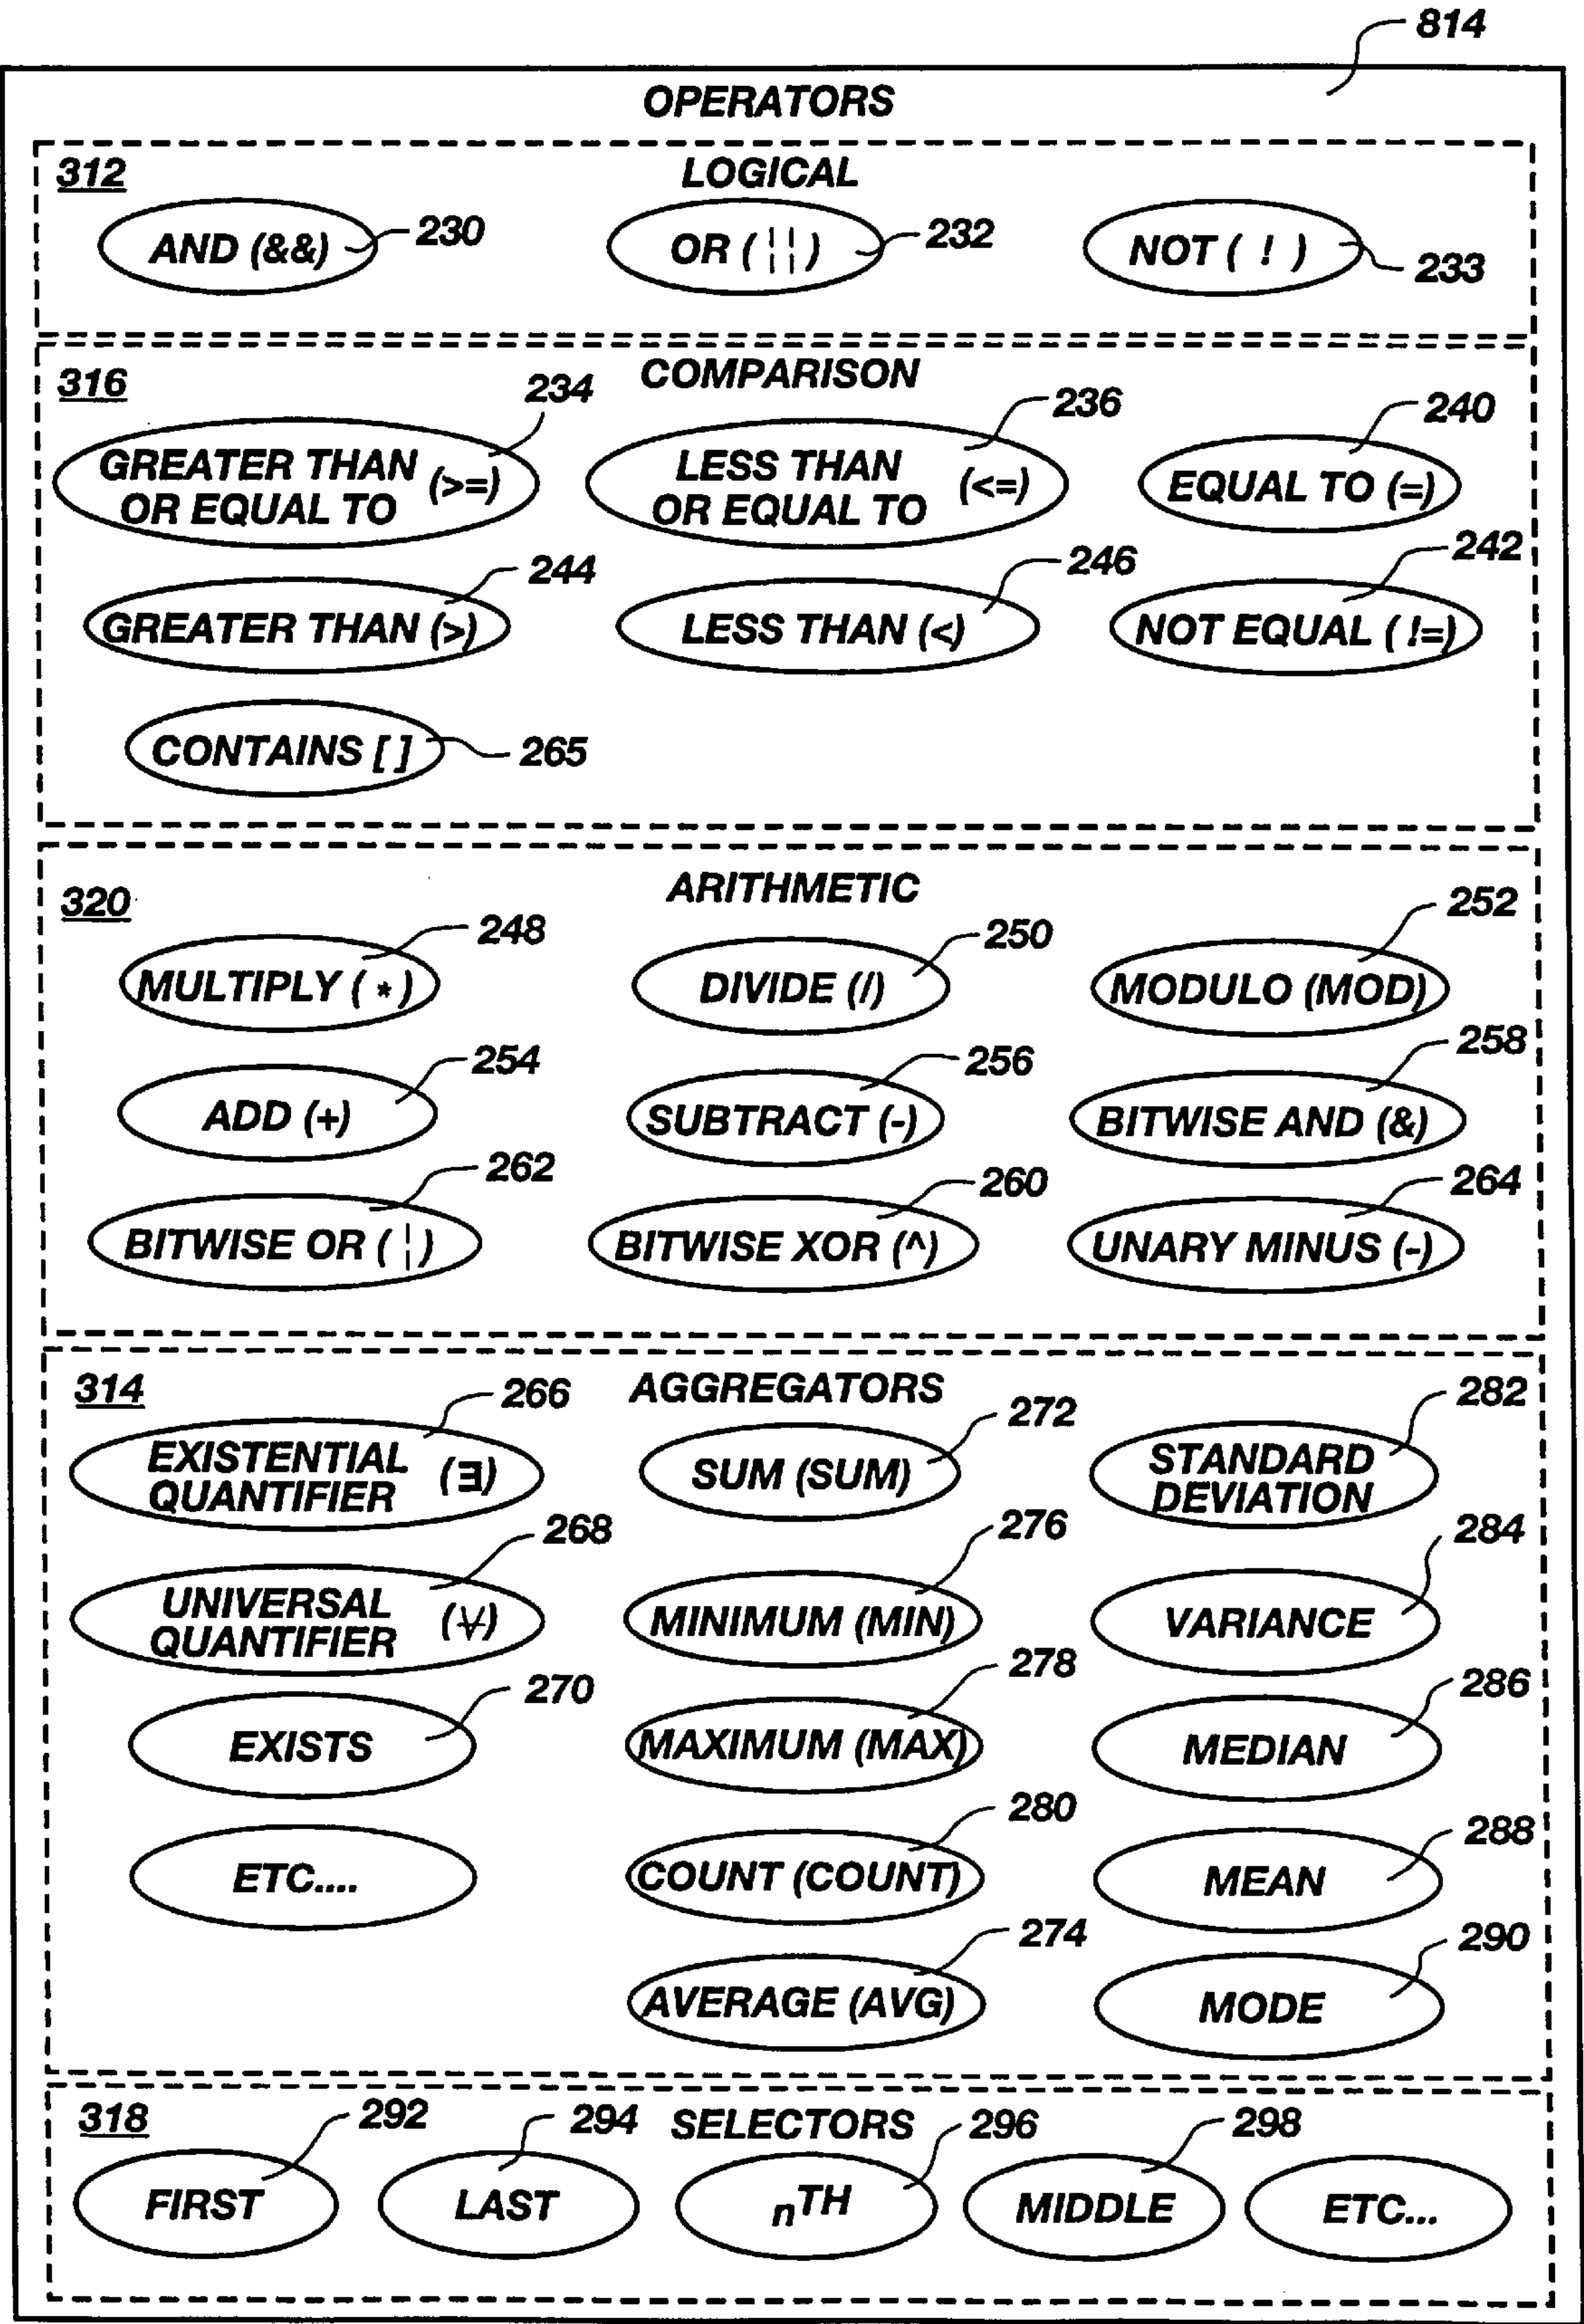 814
OPERATORS
312 LOGICAL
AND (&&) 230 OR ( ¦¦ ) 232 NOT ( ! ) 233
316 234 COMPARISON 236 240
GREATER THAN
OR EQUAL TO (>=)
LESS THAN
OR EQUAL TO (<=)
EQUAL TO (=)
244 246 242
GREATER THAN (>) LESS THAN (<) NOT EQUAL ( !=)
CONTAINS [ ] 265
320 ARITHMETIC
248 250 252
MULTIPLY ( * ) DIVIDE (/) MODULO (MOD)
254 256 258
ADD (+) SUBTRACT (-) BITWISE AND (&)
262 260 264
BITWISE OR ( ¦ ) BITWISE XOR (^) UNARY MINUS (-)
314 266 AGGREGATORS 272 282
EXISTENTIAL
QUANTIFIER (∃)
SUM (SUM)
STANDARD
DEVIATION
268 276 284
UNIVERSAL
QUANTIFIER (∀)
MINIMUM (MIN) VARIANCE
270 278 286
EXISTS MAXIMUM (MAX) MEDIAN
280 288
ETC.... COUNT (COUNT) MEAN
274 290
AVERAGE (AVG) MODE
318 292 294 SELECTORS 296 298
FIRST LAST nTH MIDDLE ETC...